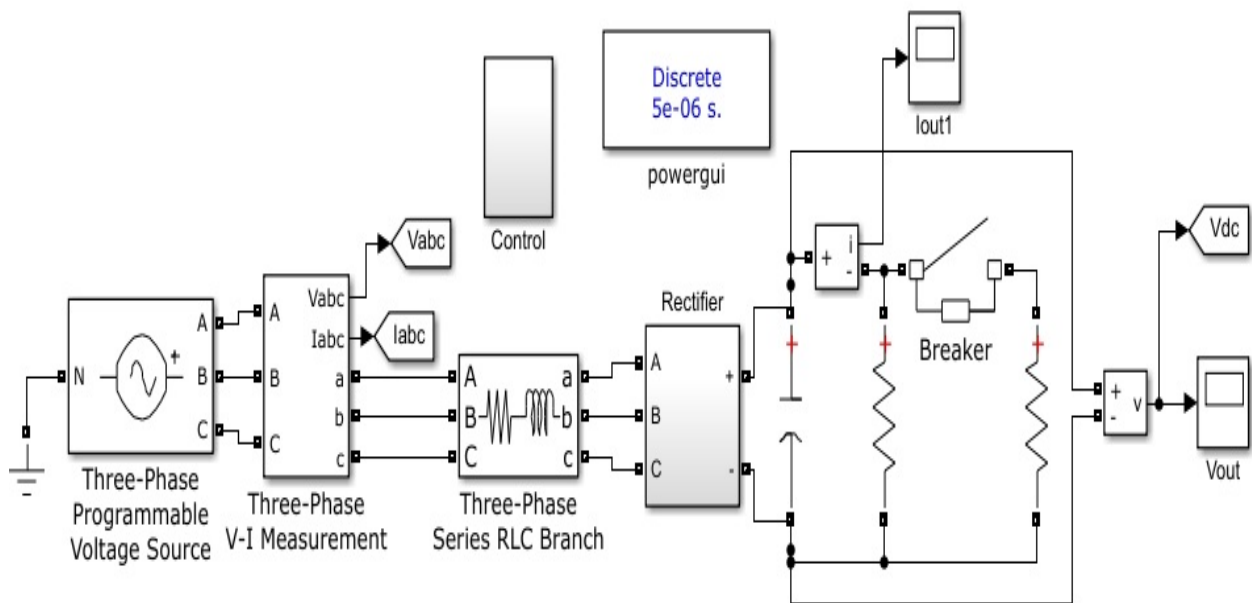 Discrete
5e-06 s.
powergui
Iout1
Control
Vabc
Iabc
N
A
B
C
Three-Phase
Programmable
Voltage Source
A
B
C
Vabc
Iabc
a
b
c
Three-Phase
V-I Measurement
A
B
C
a
b
c
Three-Phase
Series RLC Branch
Rectifier
A
B
C
+
-
+
i
-
Breaker
+
-
v
Vdc
Vout